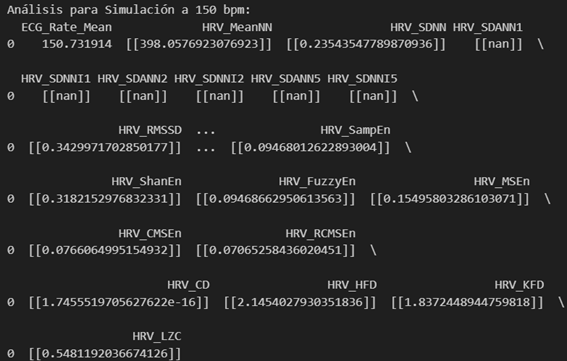 Análisis para Simulación a 150 bpm:
ECG_Rate_Mean HRV_MeanNN HRV_SDNN HRV_SDANN1
0 150.731914 [[398.0576923076923]] [[0.23543547789870936]] [[nan]] \
HRV_SDNNI1 HRV_SDANN2 HRV_SDNNI2 HRV_SDANN5 HRV_SDNNI5
0 [[nan]] [[nan]] [[nan]] [[nan]] [[nan]] \
HRV_RMSSD ... HRV_SampEn
0 [[0.3429971702850177]] ... [[0.09468012622893004]] \
HRV_ShanEn HRV_FuzzyEn HRV_MSEn
0 [[0.3182152976832331]] [[0.09468662950613563]] [[0.15495803286103071]] \
HRV_CMSEn HRV_RCMSEn
0 [[0.0766064995154932]] [[0.07065258436020451]] \
HRV_CD HRV_HFD HRV_KFD
0 [[1.7455519705627622e-16]] [[2.1454027930351836]] [[1.8372448944759818]] \
HRV_LZC
0 [[0.5481192036674126]]